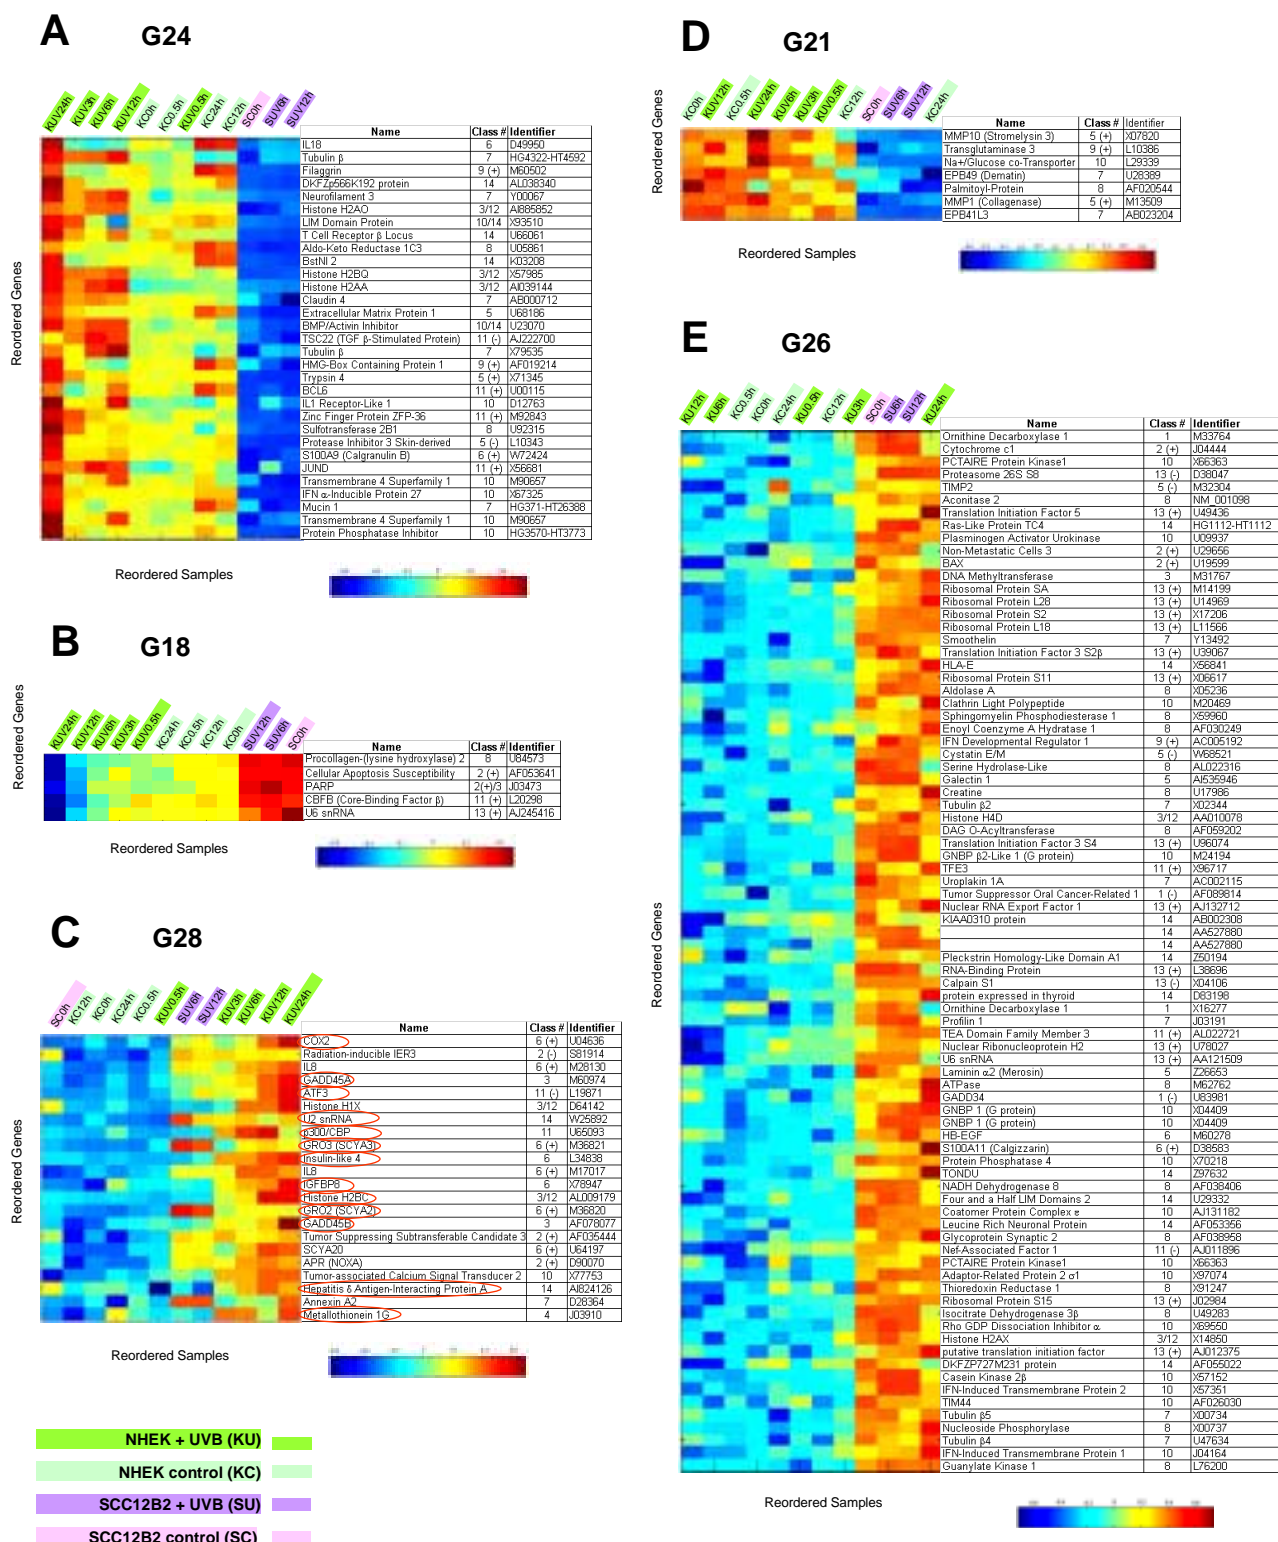 A G24
KUV24h KUV3h KUV6h KUV12h KC0h KC0.5h KUV0.5h KC24h KC12h SC0h SUV6h SUV12h
Reordered Genes
Name Class # Identifier
IL18 6 D49950
Tubulin β 7 HG4322-HT4592
Filaggrin 9 (+) M60502
DKFZp566K192 protein 14 AL038340
Neurofilament 3 7 Y00067
Histone H2AO 3/12 AI885852
LIM Domain Protein 10/14 X93510
T Cell Receptor β Locus 14 U66061
Aldo-Keto Reductase 1C3 8 U05861
BstNI 2 14 K03208
Histone H2BQ 3/12 X57985
Histone H2AA 3/12 AI039144
Claudin 4 7 AB000712
Extracellular Matrix Protein 1 5 U68186
BMP/Activin Inhibitor 10/14 U23070
TSC22 (TGF β-Stimulated Protein) 11 (-) AJ222700
Tubulin β 7 X79535
HMG-Box Containing Protein 1 9 (+) AF019214
Trypsin 4 5 (+) X71345
BCL6 11 (+) U00115
IL1 Receptor-Like 1 10 D12763
Zinc Finger Protein ZFP-36 11 (+) M92843
Sulfotransferase 2B1 8 U92315
Protease Inhibitor 3 Skin-derived 5 (-) L10343
S100A9 (Calgranulin B) 6 (+) W72424
JUND 11 (+) X56681
Transmembrane 4 Superfamily 1 10 M90657
IFN α-Inducible Protein 27 10 X67325
Mucin 1 7 HG371-HT26388
Transmembrane 4 Superfamily 1 10 M90657
Protein Phosphatase Inhibitor 10 HG3570-HT3773
Reordered Samples
B G18
KUV24h KUV12h KUV6h KUV3h KUV0.5h KC24h KC0.5h KC12h KC0h SUV12h SUV6h SC0h
Reordered Genes
Name Class # Identifier
Procollagen-(lysine hydroxylase) 2 8 U84573
Cellular Apoptosis Susceptibility 2 (+) AF053641
PARP 2(+)/3 J03473
CBFB (Core-Binding Factor β) 11 (+) L20298
U6 snRNA 13 (+) AJ245416
Reordered Samples
C G28
SC0h KC12h KC0h KC24h KC0.5h KUV0.5h SUV6h SUV12h KUV3h KUV6h KUV12h KUV24h
Reordered Genes
Name Class # Identifier
COX2 6 (+) U04636
Radiation-inducible IER3 2 (-) S81914
IL8 6 (+) M28130
GADD45A 3 M60974
ATF3 11 (-) L19871
Histone H1X 3/12 D64142
U2 snRNA 14 W25892
p300/CBP 11 U65093
GRO3 (SCYA3) 6 (+) M36821
Insulin-like 4 6 L34838
IL8 6 (+) M17017
IGFBP8 6 X78947
Histone H2BC 3/12 AL009179
GRO2 (SCYA2) 6 (+) M36820
GADD45B 3 AF078077
Tumor Suppressing Subtransferable Candidate 3 2 (+) AF035444
SCYA20 6 (+) U64197
APR (NOXA) 2 (+) D90070
Tumor-associated Calcium Signal Transducer 2 10 X77753
Hepatitis δ Antigen-Interacting Protein A 14 AI824126
Annexin A2 7 D28364
Metallothionein 1G 4 J03910
Reordered Samples
NHEK + UVB (KU)
NHEK control (KC)
SCC12B2 + UVB (SU)
SCC12B2 control (SC)
D G21
KC0h KUV12h KC0.5h KUV24h KUV6h KUV3h KUV0.5h KC12h SC0h SUV6h SUV12h KC24h
Reordered Genes
Name Class # Identifier
MMP10 (Stromelysin 3) 5 (+) X07820
Transglutaminase 3 9 (+) L10386
Na+/Glucose co-Transporter 10 L29339
EPB49 (Dematin) 7 U28389
Palmitoyl-Protein 8 AF020544
MMP1 (Collagenase) 5 (+) M13509
EPB41L3 7 AB023204
Reordered Samples
E G26
KU12h KU6h KC0.5h KC0h KC24h KU0.5h KC12h KU3h SC0h SU6h SU12h KU24h
Reordered Genes
Name Class # Identifier
Ornithine Decarboxylase 1 1 M33764
Cytochrome c1 2 (+) J04444
PCTAIRE Protein Kinase1 10 X66363
Proteasome 26S S8 13 (-) D38047
TIMP2 5 (-) M32304
Aconitase 2 8 NM_001098
Translation Initiation Factor 5 13 (+) U49436
Ras-Like Protein TC4 14 HG1112-HT1112
Plasminogen Activator Urokinase 10 U09937
Non-Metastatic Cells 3 2 (+) U29656
BAX 2 (+) U19599
DNA Methyltransferase 3 M31767
Ribosomal Protein SA 13 (+) M14199
Ribosomal Protein L28 13 (+) U14969
Ribosomal Protein S2 13 (+) X17206
Ribosomal Protein L18 13 (+) L11566
Smoothelin 7 Y13492
Translation Initiation Factor 3 S2β 13 (+) U39067
HLA-E 14 X56841
Ribosomal Protein S11 13 (+) X06617
Aldolase A 8 X05236
Clathrin Light Polypeptide 10 M20469
Sphingomyelin Phosphodiesterase 1 8 X59960
Enoyl Coenzyme A Hydratase 1 8 AF030249
IFN Developmental Regulator 1 9 (+) AC005192
Cystatin E/M 5 (-) W68521
Serine Hydrolase-Like 8 AL022316
Galectin 1 5 AI535946
Creatine 8 U17986
Tubulin β2 7 X02344
Histone H4D 3/12 AA010078
DAG O-Acyltransferase 8 AF059202
Translation Initiation Factor 3 S4 13 (+) U96074
GNBP β2-Like 1 (G protein) 10 M24194
TFE3 11 (+) X96717
Uroplakin 1A 7 AC002115
Tumor Suppressor Oral Cancer-Related 1 1 (-) AF089814
Nuclear RNA Export Factor 1 13 (+) AJ132712
KIAA0310 protein 14 AB002308
14 AA527880
14 AA527880
Pleckstrin Homology-Like Domain A1 14 Z50194
RNA-Binding Protein 13 (+) L38696
Calpain S1 13 (-) X04106
protein expressed in thyroid 14 D83198
Ornithine Decarboxylase 1 1 X16277
Profilin 1 7 J03191
TEA Domain Family Member 3 11 (+) AL022721
Nuclear Ribonucleoprotein H2 13 (+) U78027
U6 snRNA 13 (+) AA121509
Laminin α2 (Merosin) 5 Z26653
ATPase 8 M62762
GADD34 1 (-) U83981
GNBP 1 (G protein) 10 X04409
GNBP 1 (G protein) 10 X04409
HB-EGF 6 M60278
S100A11 (Calgizzarin) 6 (+) D38583
Protein Phosphatase 4 10 X70218
TONDU 14 Z97632
NADH Dehydrogenase 8 8 AF038406
Four and a Half LIM Domains 2 14 U29332
Coatomer Protein Complex ε 10 AJ131182
Leucine Rich Neuronal Protein 14 AF053356
Glycoprotein Synaptic 2 8 AF038958
Nef-Associated Factor 1 11 (-) AJ011896
PCTAIRE Protein Kinase1 10 X66363
Adaptor-Related Protein 2 σ1 10 X97074
Thioredoxin Reductase 1 8 X91247
Ribosomal Protein S15 13 (+) J02984
Isocitrate Dehydrogenase 3β 8 U49283
Rho GDP Dissociation Inhibitor α 10 X69550
Histone H2AX 3/12 X14850
putative translation initiation factor 13 (+) AJ012375
DKFZP727M231 protein 14 AF055022
Casein Kinase 2β 10 X57152
IFN-Induced Transmembrane Protein 2 10 X57351
TIM44 10 AF026030
Tubulin β5 7 X00734
Nucleoside Phosphorylase 8 X00737
Tubulin β4 7 U47634
IFN-Induced Transmembrane Protein 1 10 J04164
Guanylate Kinase 1 8 L76200
Reordered Samples